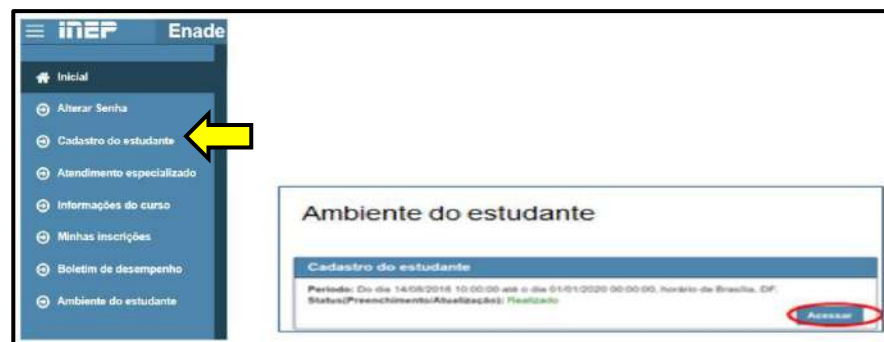 INEP Enade
Inicial
Alterar Senha
Cadastro do estudante
Atendimento especializado
Informações do curso
Minhas inscrições
Boletim de desempenho
Ambiente do estudante
Ambiente do estudante
Cadastro do estudante
Período: Do dia 14/08/2018 10:00:00 até o dia 01/01/2020 00:00:00, horário de Brasília, DF.
Status(Preenchimento/Atualização): Realizado
Acessar